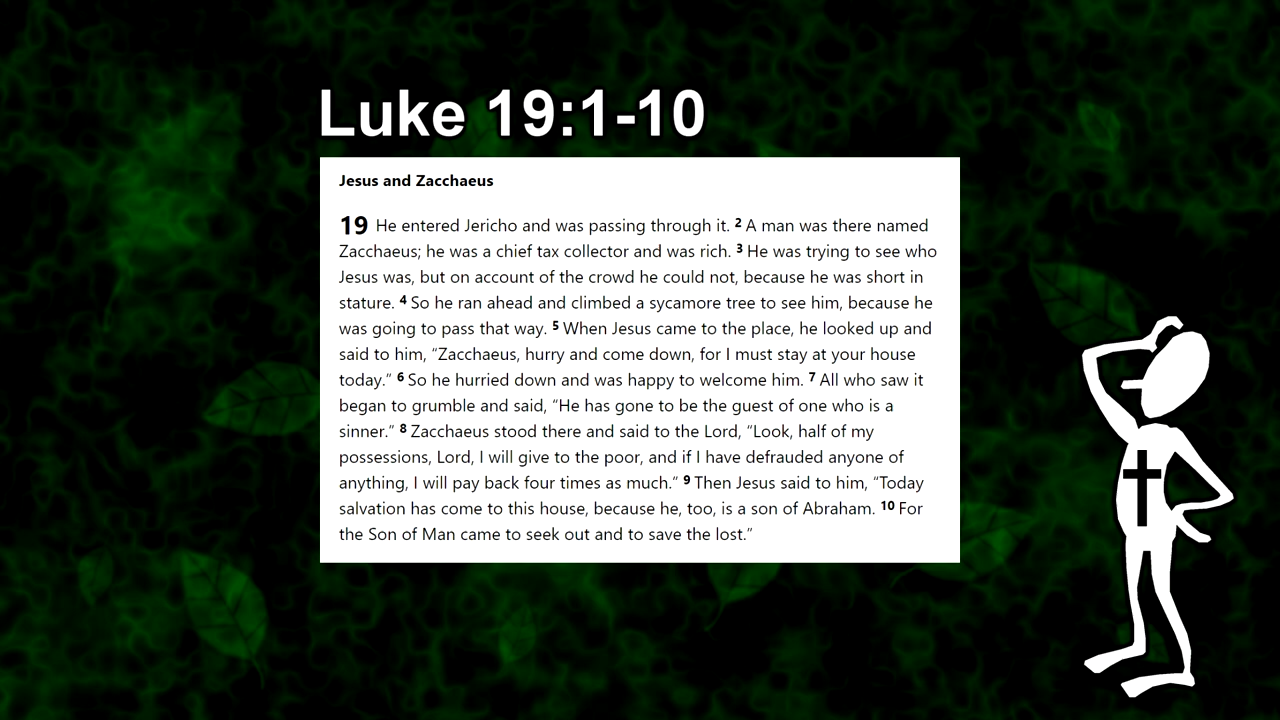 Luke 19:1-10
Jesus and Zacchaeus
19 He entered Jericho and was passing through it. 2 A man was there named
Zacchaeus; he was a chief tax collector and was rich. 3 He was trying to see who
Jesus was, but on account of the crowd he could not, because he was short in
stature. 4 So he ran ahead and climbed a sycamore tree to see him, because he
was going to pass that way. 5 When Jesus came to the place, he looked up and
said to him, “Zacchaeus, hurry and come down, for I must stay at your house
today.” 6 So he hurried down and was happy to welcome him. 7 All who saw it
began to grumble and said, “He has gone to be the guest of one who is a
sinner.” 8 Zacchaeus stood there and said to the Lord, “Look, half of my
possessions, Lord, I will give to the poor, and if I have defrauded anyone of
anything, I will pay back four times as much.” 9 Then Jesus said to him, “Today
salvation has come to this house, because he, too, is a son of Abraham. 10 For
the Son of Man came to seek out and to save the lost.”